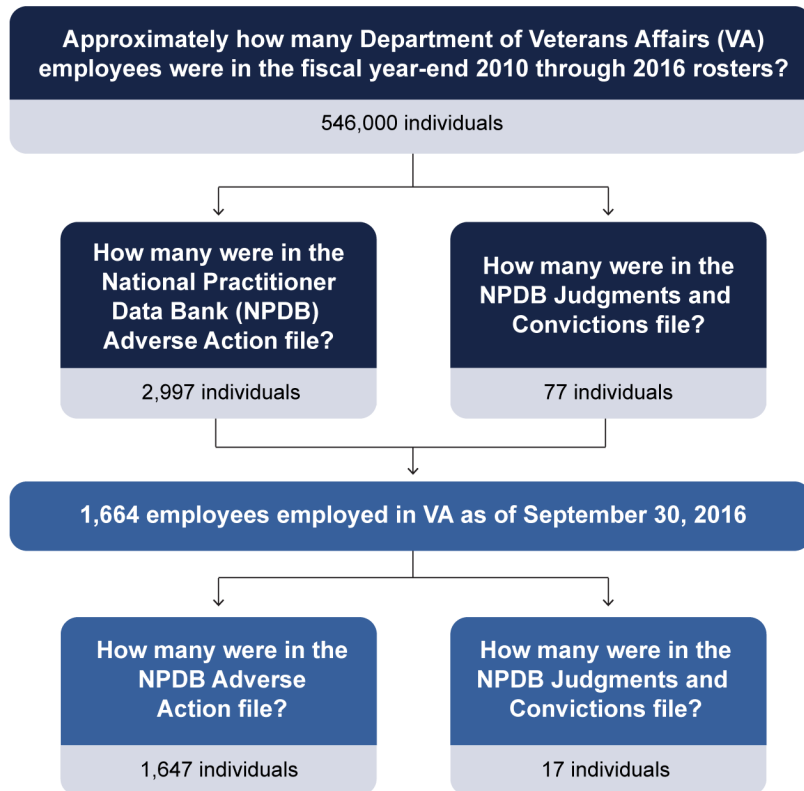 Approximately how many Department of Veterans Affairs (VA)
employees were in the fiscal year-end 2010 through 2016 rosters?
546,000 individuals
How many were in the
National Practitioner
Data Bank (NPDB)
Adverse Action file?
2,997 individuals
How many were in the
NPDB Judgments and
Convictions file?
77 individuals
1,664 employees employed in VA as of September 30, 2016
How many were in the
NPDB Adverse
Action file?
1,647 individuals
How many were in the
NPDB Judgments and
Convictions file?
17 individuals